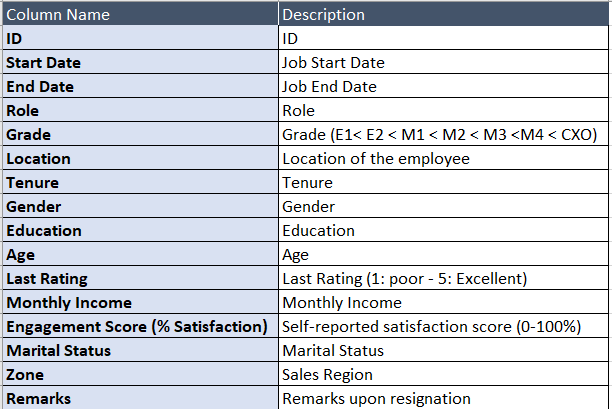 Column Name Description
ID ID
Start Date Job Start Date
End Date Job End Date
Role Role
Grade Grade (E1< E2 < M1 < M2 < M3 <M4 < CXO)
Location Location of the employee
Tenure Tenure
Gender Gender
Education Education
Age Age
Last Rating Last Rating (1: poor - 5: Excellent)
Monthly Income Monthly Income
Engagement Score (% Satisfaction) Self-reported satisfaction score (0-100%)
Marital Status Marital Status
Zone Sales Region
Remarks Remarks upon resignation